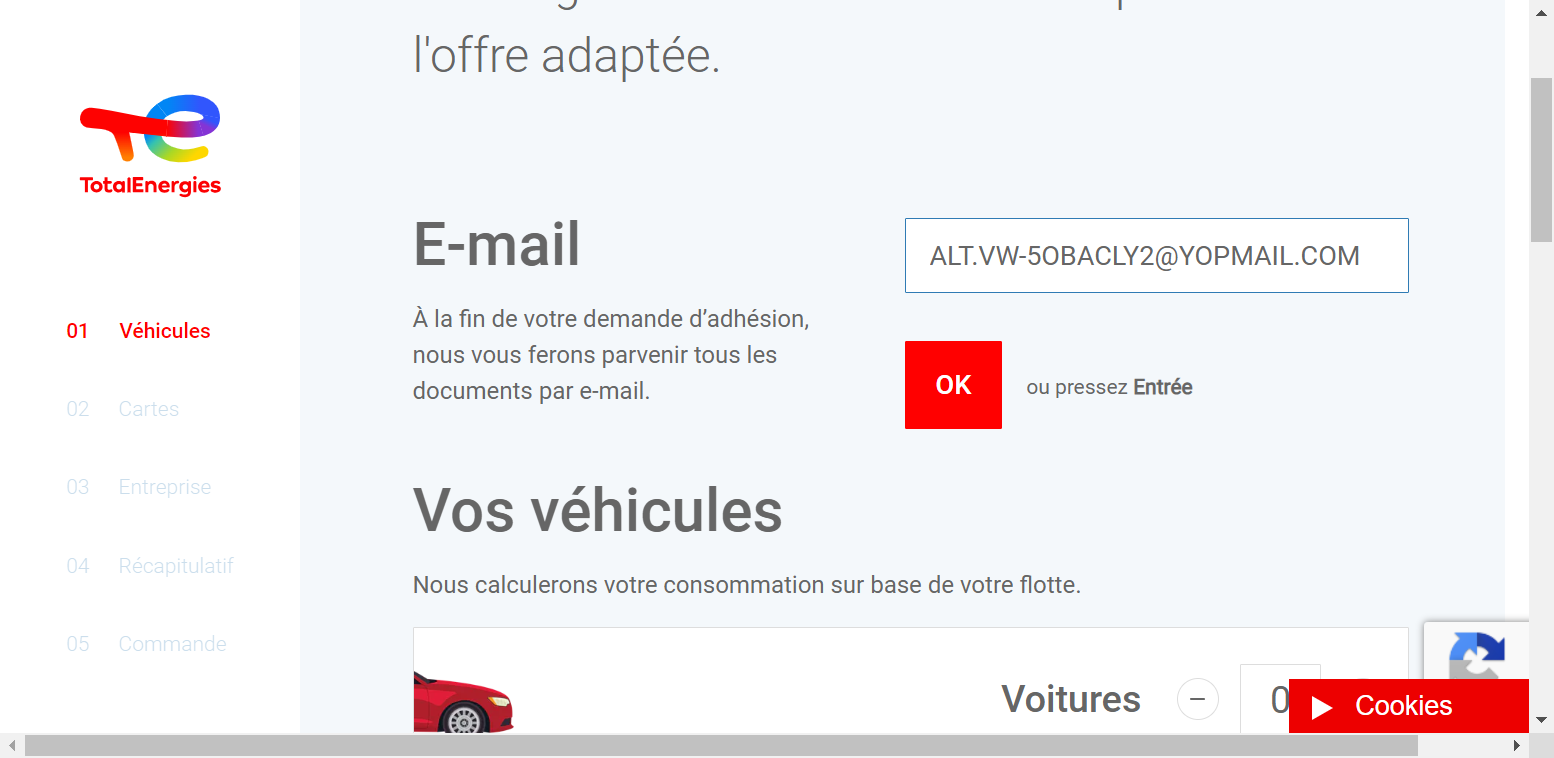 l'offre adaptée.
TotalEnergies
E-mail
ALT.VW-5OBACLY2@YOPMAIL.COM
À la fin de votre demande d’adhésion,
nous vous ferons parvenir tous les
documents par e-mail.
OK
ou pressez Entrée
01 Véhicules
02 Cartes
03 Entreprise
04 Récapitulatif
05 Commande
Vos véhicules
Nous calculerons votre consommation sur base de votre flotte.
Voitures
0
Cookies